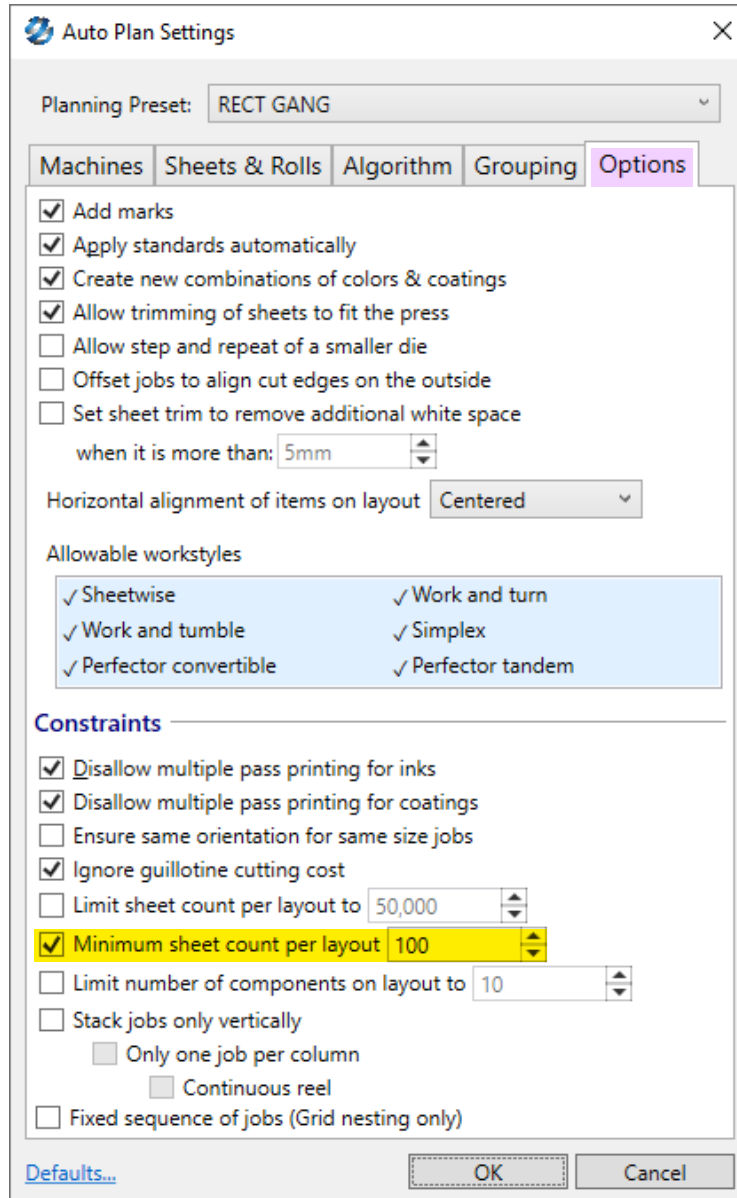 Auto Plan Settings
Planning Preset: RECT GANG
Machines Sheets & Rolls Algorithm Grouping Options
Add marks
Apply standards automatically
Create new combinations of colors & coatings
Allow trimming of sheets to fit the press
Allow step and repeat of a smaller die
Offset jobs to align cut edges on the outside
Set sheet trim to remove additional white space
when it is more than: 5mm
Horizontal alignment of items on layout Centered
Allowable workstyles
✓ Sheetwise ✓ Work and turn
✓ Work and tumble ✓ Simplex
✓ Perfector convertible ✓ Perfector tandem
Constraints
Disallow multiple pass printing for inks
Disallow multiple pass printing for coatings
Ensure same orientation for same size jobs
Ignore guillotine cutting cost
Limit sheet count per layout to 50,000
Minimum sheet count per layout 100
Limit number of components on layout to 10
Stack jobs only vertically
Only one job per column
Continuous reel
Fixed sequence of jobs (Grid nesting only)
Defaults... OK Cancel